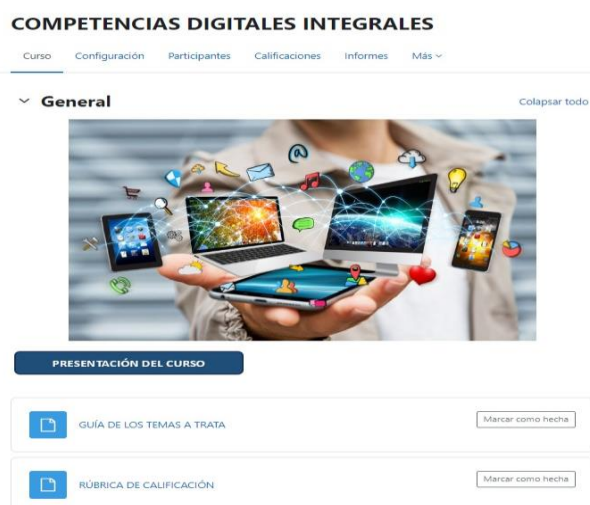 COMPETENCIAS DIGITALES INTEGRALES
Curso Configuración Participantes Calificaciones Informes Más
General
Colapsar todo
PRESENTACIÓN DEL CURSO
GUÍA DE LOS TEMAS A TRATA
Marcar como hecha
RÚBRICA DE CALIFICACIÓN
Marcar como hecha